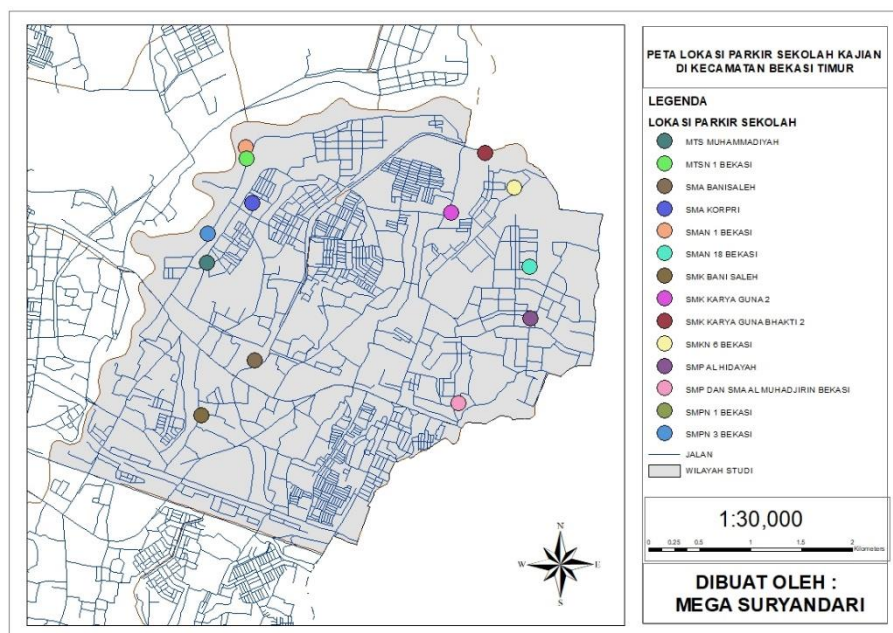 PETA LOKASI PARKIR SEKOLAH KAJIAN
DI KECAMATAN BEKASI TIMUR
LEGENDA
LOKASI PARKIR SEKOLAH
MTS MUHAMMADIYAH
MTSN 1 BEKASI
SMA BANISALEH
SMA KORPRI
SMAN 1 BEKASI
SMAN 18 BEKASI
SMK BANI SALEH
SMK KARYA GUNA 2
SMK KARYA GUNA BHAKTI 2
SMKN 6 BEKASI
SMP AL HIDAYAH
SMP DAN SMA AL MUHADJIRIN BEKASI
SMPN 1 BEKASI
SMPN 3 BEKASI
JALAN
WILAYAH STUDI
1:30,000
0 0.25 0.5 1 1.5 2
Kilometers
DIBUAT OLEH :
MEGA SURYANDARI
N
W E
S